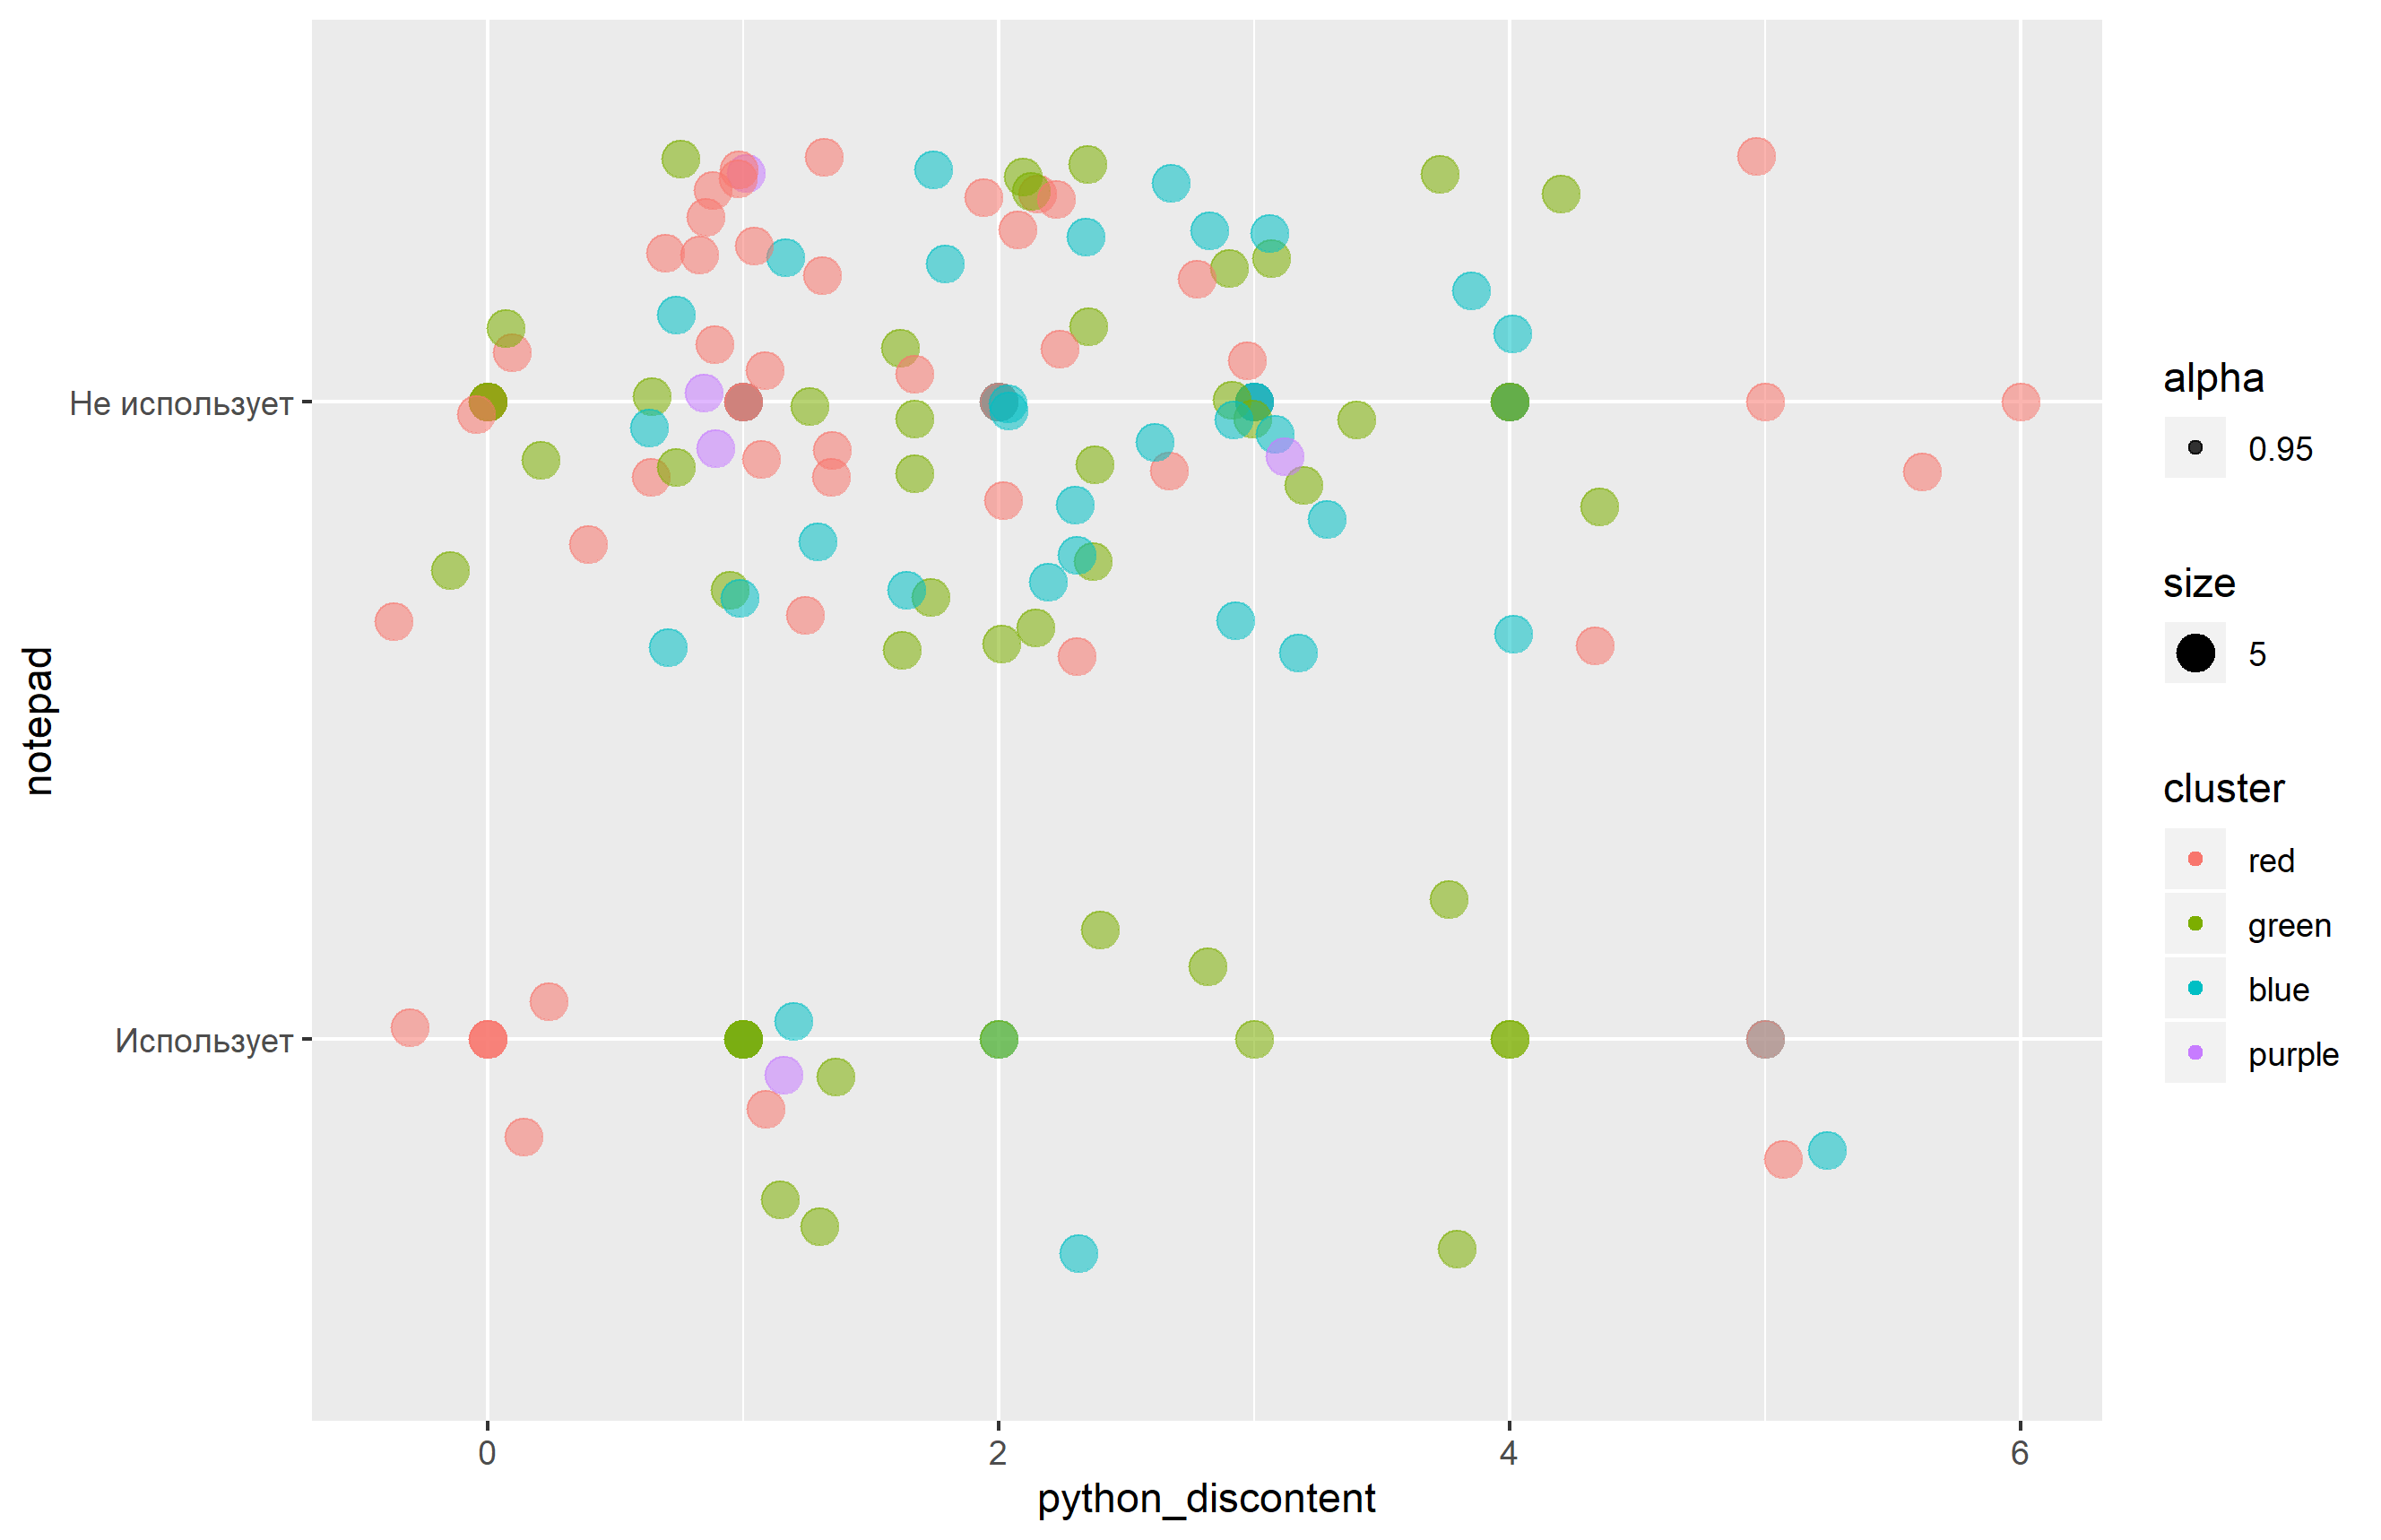 notepad
Не использует
Использует
0
2
4
6
python_discontent
alpha
0.95
size
5
cluster
red
green
blue
purple